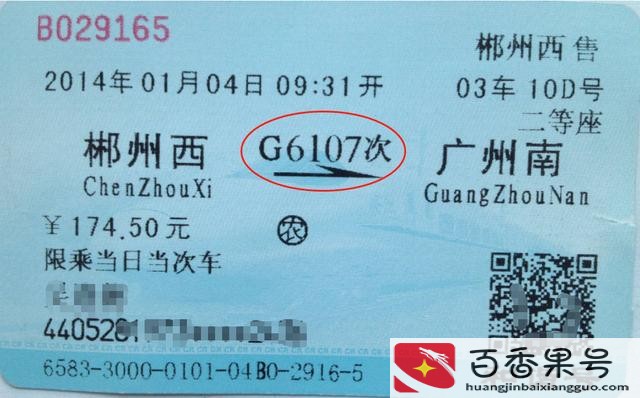 B029165
郴州西售
2014年01月04日 09:31开
03车 10D号
二等座
郴州西
G6107次
广州南
ChenZhouXi
GuangZhouNan
￥174.50元
农
限乘当日当次车
6583-3000-0101-04B0-2916-5
百香果号
huangjinbaixiangguo.com